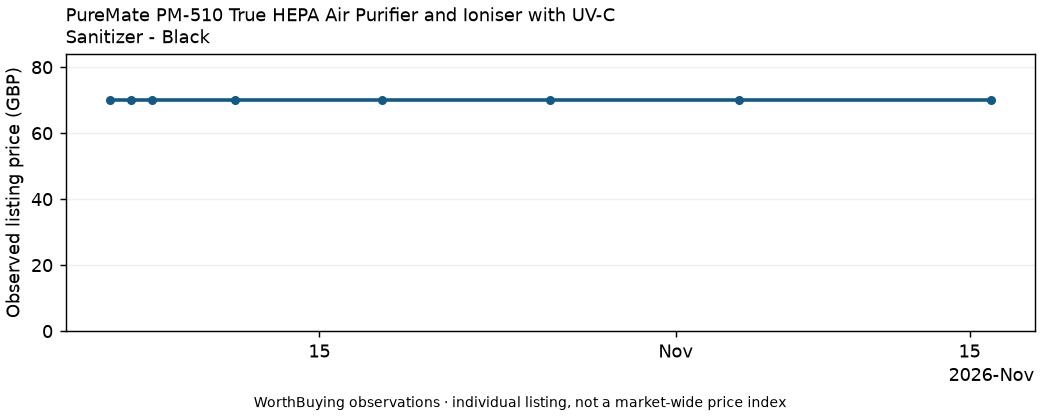 PureMate PM-510 True HEPA Air Purifier and Ioniser with UV-C
Sanitizer - Black
Observed listing price (GBP)
80
60
40
20
0
15
Nov
15
2026-Nov
WorthBuying observations · individual listing, not a market-wide price index